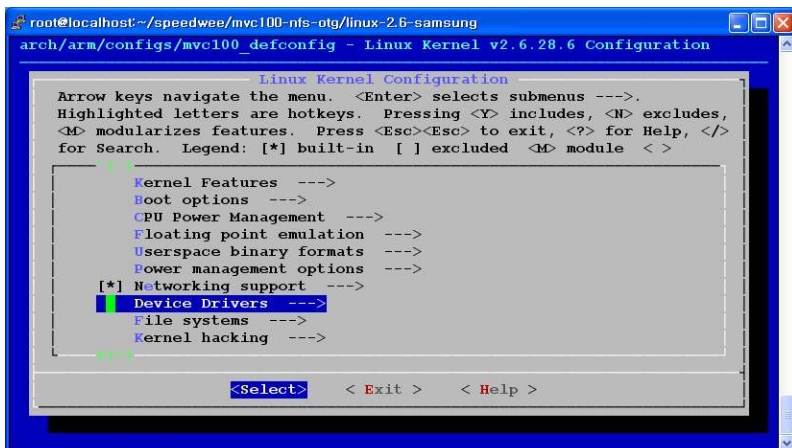 root@localhost:~/speedwee/mvc100-nfs-otg/linux-2.6-samsung
arch/arm/configs/mvc100_defconfig - Linux Kernel v2.6.28.6 Configuration
Linux Kernel Configuration
Arrow keys navigate the menu. <Enter> selects submenus --->.
Highlighted letters are hotkeys. Pressing <Y> includes, <N> excludes,
<M> modularizes features. Press <Esc><Esc> to exit, <?> for Help, </>
for Search. Legend: [*] built-in [ ] excluded <M> module < >
Kernel Features --->
Boot options --->
CPU Power Management --->
Floating point emulation --->
Userspace binary formats --->
Power management options --->
[*] Networking support --->
Device Drivers --->
File systems --->
Kernel hacking --->
<Select> < Exit > < Help >